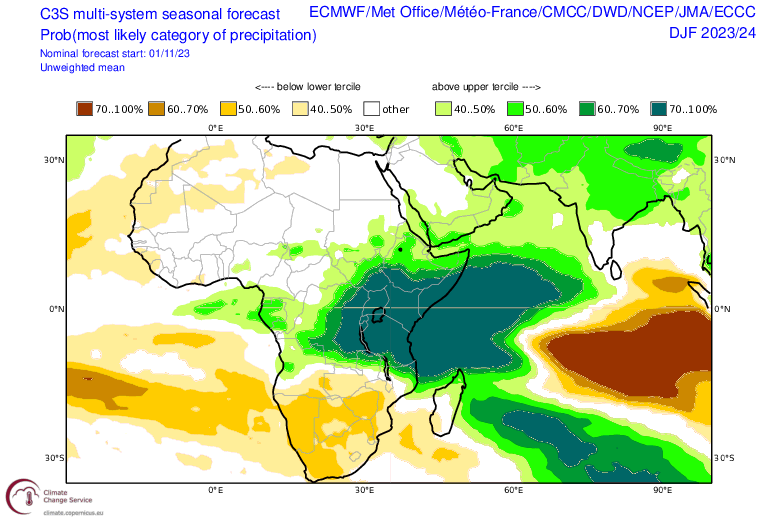 C3S multi-system seasonal forecast ECMWF/Met Office/Météo-France/CMCC/DWD/NCEP/JMA/ECCC
Prob(most likely category of precipitation) DJF 2023/24
Nominal forecast start: 01/11/23
Unweighted mean
<---- below lower tercile above upper tercile ---->
70..100% 60..70% 50..60% 40..50% other 40..50% 50..60% 60..70% 70..100%
0°E 30°E 60°E 90°E
30°N 30°N
0°N 0°N
30°S 30°S
0°E 30°E 60°E 90°E
Climate
Change Service
climate.copernicus.eu